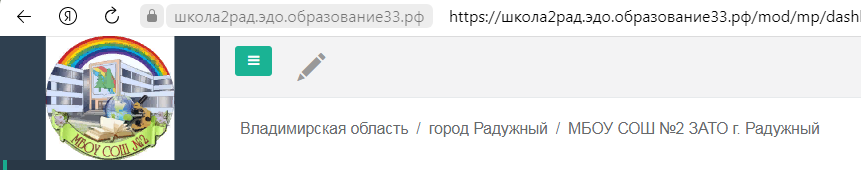 школа2рад.эдо.образование33.рф https://школа2рад.эдо.образование33.рф/mod/mp/dashl
МБОУ СОШ №2
Владимирская область / город Радужный / МБОУ СОШ №2 ЗАТО г. Радужный